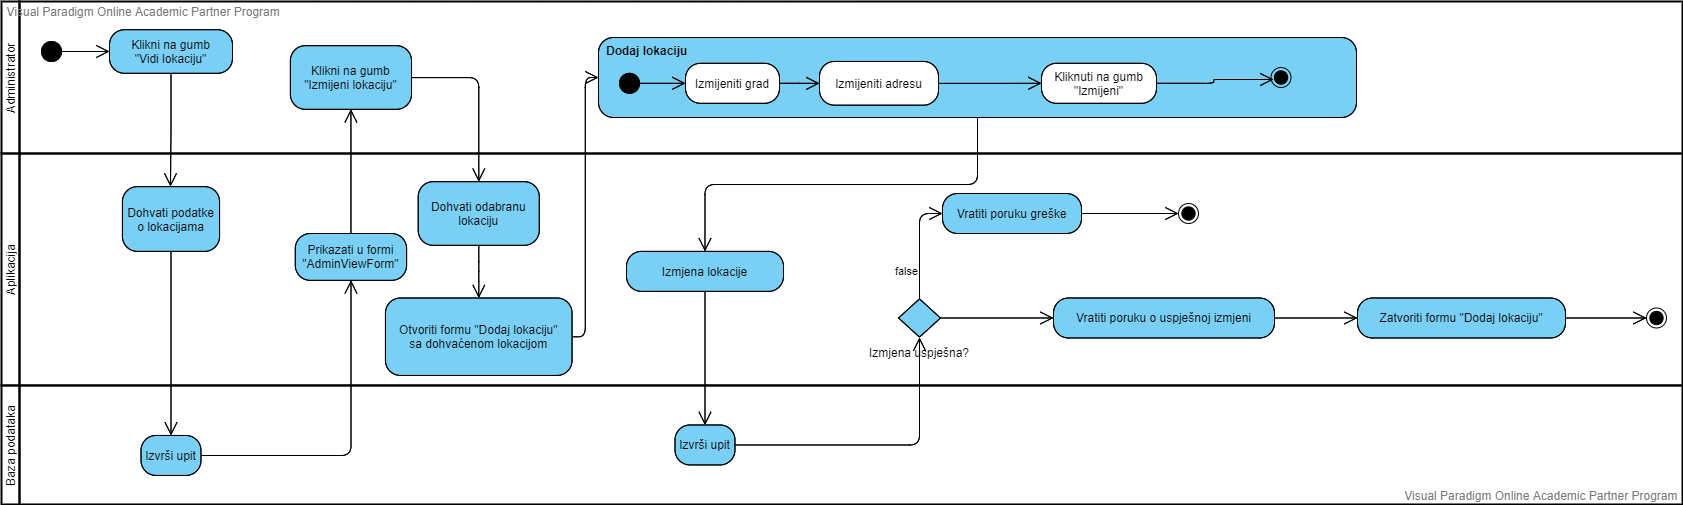 Visual Paradigm Online Academic Partner Program
Administrator
Klikni na gumb
"Vidi lokaciju"
Klikni na gumb
"Izmijeni lokaciju"
Dodaj lokaciju
Izmijeniti grad
Izmijeniti adresu
Kliknuti na gumb
"Izmijeni"
Aplikacija
Dohvati podatke
o lokacijama
Prikazati u formi
"AdminViewForm"
Dohvati odabranu
lokaciju
Otvoriti formu "Dodaj lokaciju"
sa dohvaćenom lokacijom
Izmjena lokacije
Vratiti poruku greške
false
Izmjena uspješna?
Vratiti poruku o uspješnoj izmjeni
Zatvoriti formu "Dodaj lokaciju"
Baza podataka
Izvrši upit
Izvrši upit
Visual Paradigm Online Academic Partner Program